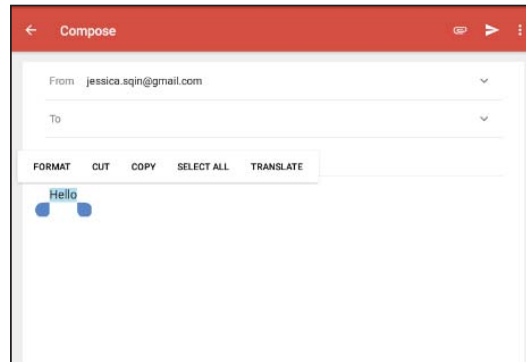 Compose
From jessica.sqin@gmail.com
To
FORMAT CUT COPY SELECT ALL TRANSLATE
Hello